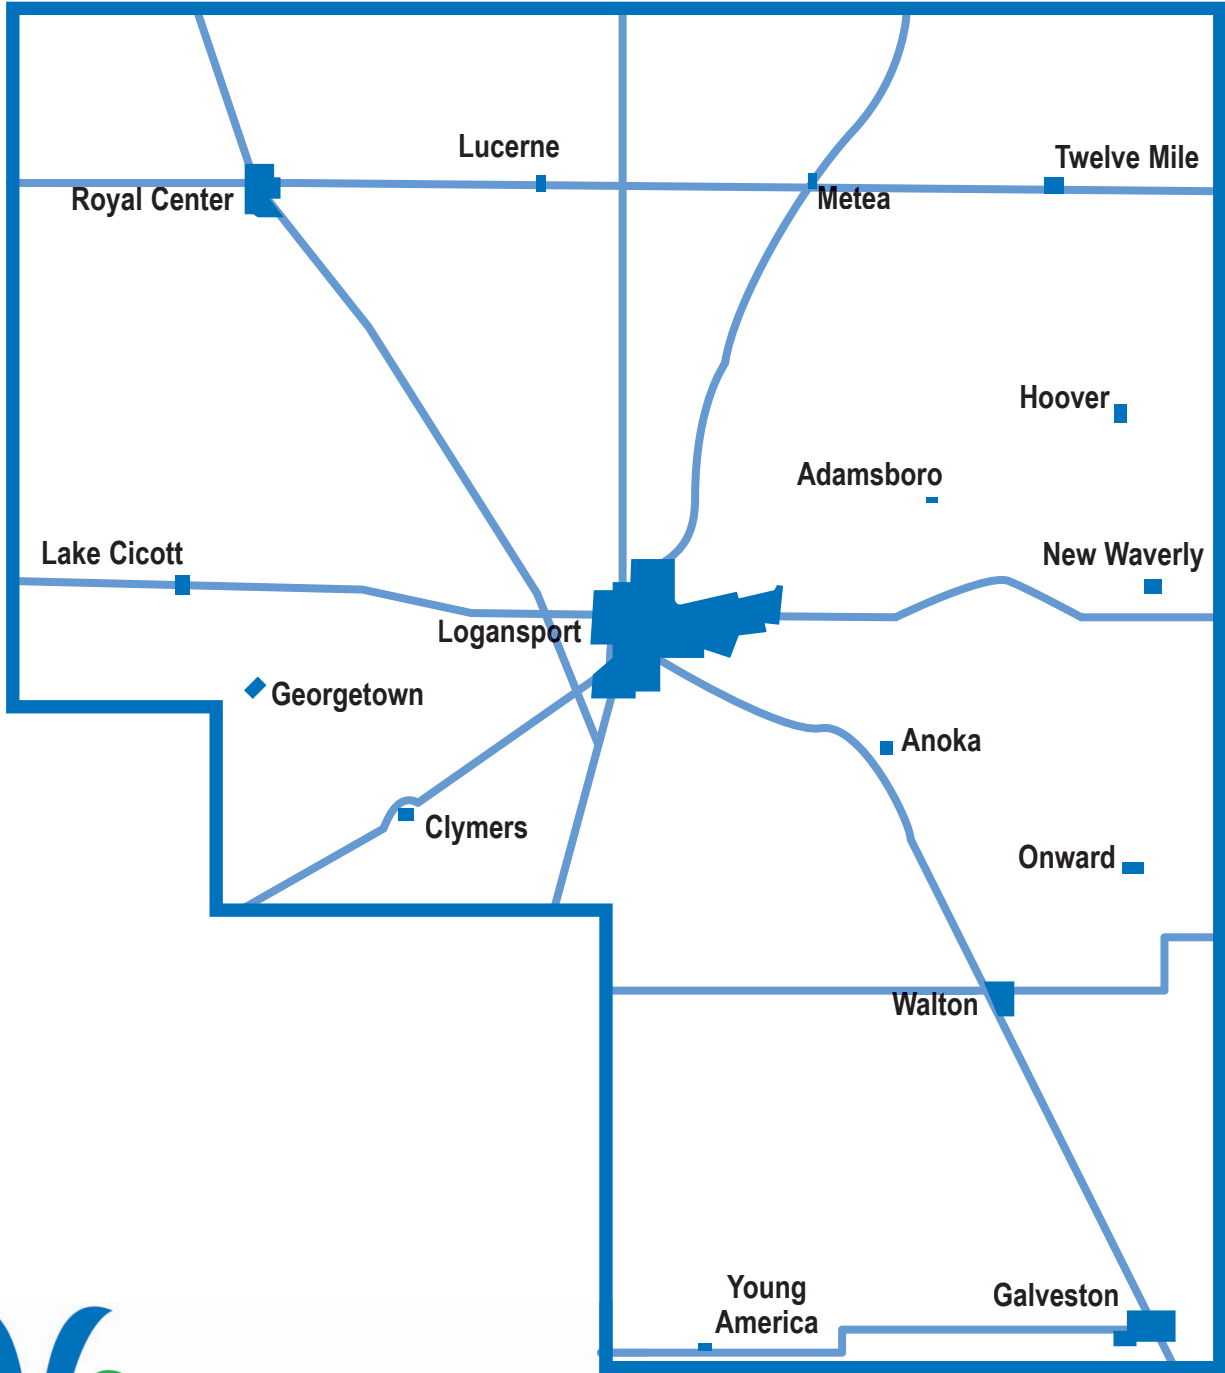 Lucerne
Twelve Mile
Royal Center
Metea
Hoover
Adamsboro
Lake Cicott
New Waverly
Logansport
Georgetown
Anoka
Clymers
Onward
Walton
Young
America
Galveston